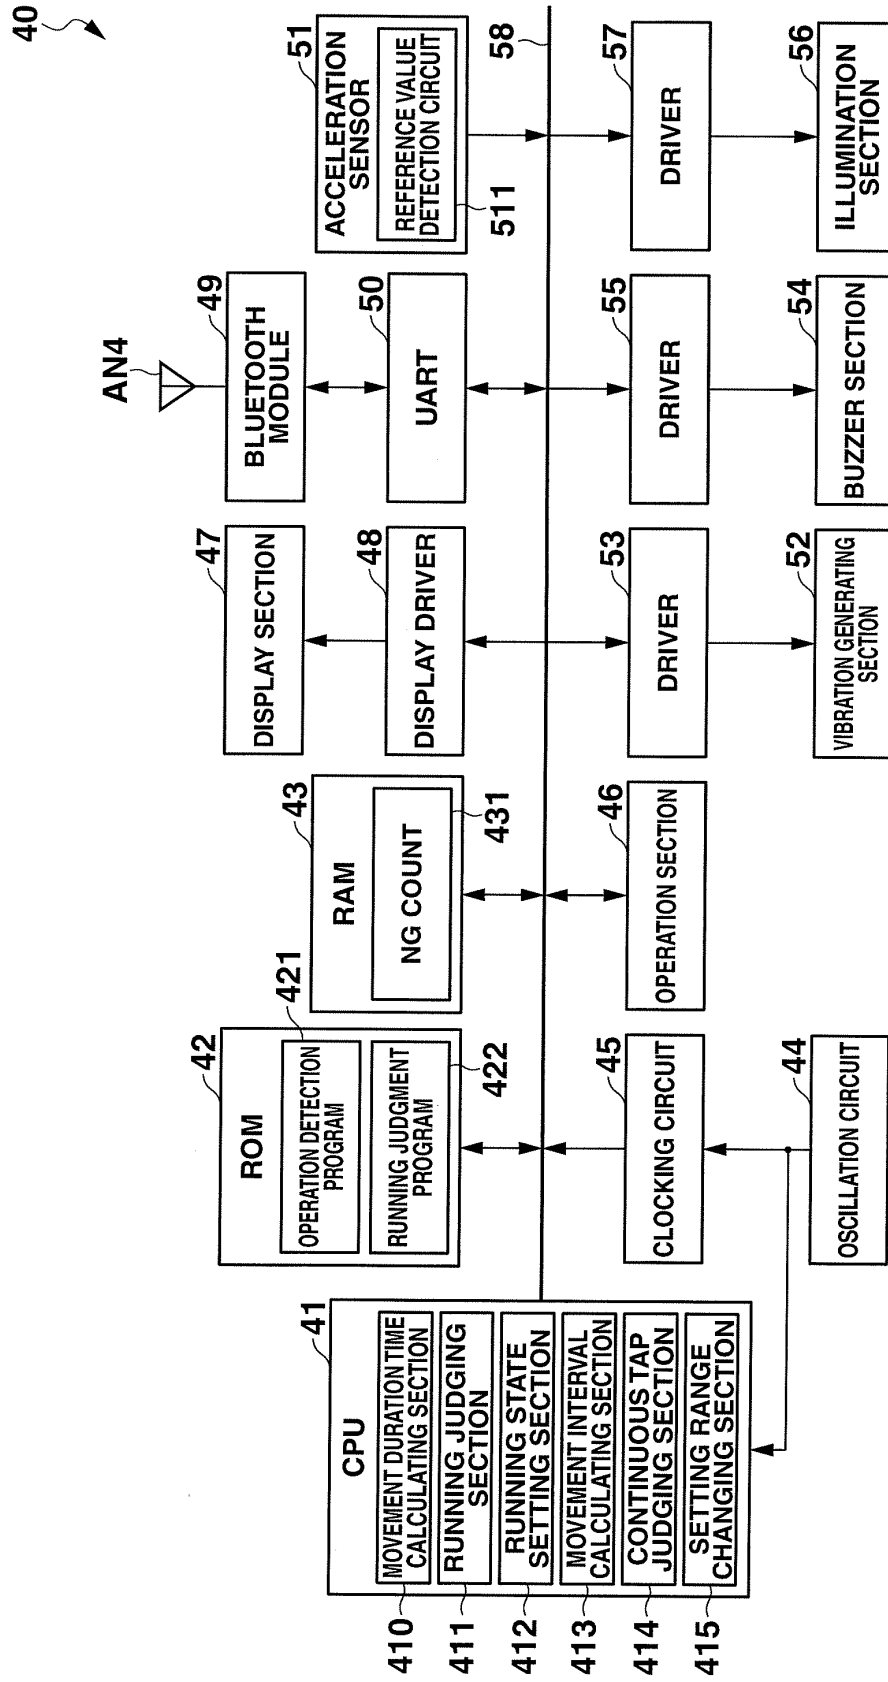 40
41
CPU
410
MOVEMENT DURATION TIME
CALCULATING SECTION
411
RUNNING JUDGING
SECTION
412
RUNNING STATE
SETTING SECTION
413
MOVEMENT INTERVAL
CALCULATING SECTION
414
CONTINUOUS TAP
JUDGING SECTION
415
SETTING RANGE
CHANGING SECTION
42
ROM
421
OPERATION DETECTION
PROGRAM
RUNNING JUDGMENT
PROGRAM
422
43
RAM
NG COUNT
431
47
DISPLAY SECTION
48
DISPLAY DRIVER
AN4
49
BLUETOOTH
MODULE
50
UART
51
ACCELERATION
SENSOR
REFERENCE VALUE
DETECTION CIRCUIT
511
58
45
CLOCKING CIRCUIT
44
OSCILLATION CIRCUIT
46
OPERATION SECTION
53
DRIVER
52
VIBRATION GENERATING
SECTION
55
DRIVER
54
BUZZER SECTION
57
DRIVER
56
ILLUMINATION
SECTION